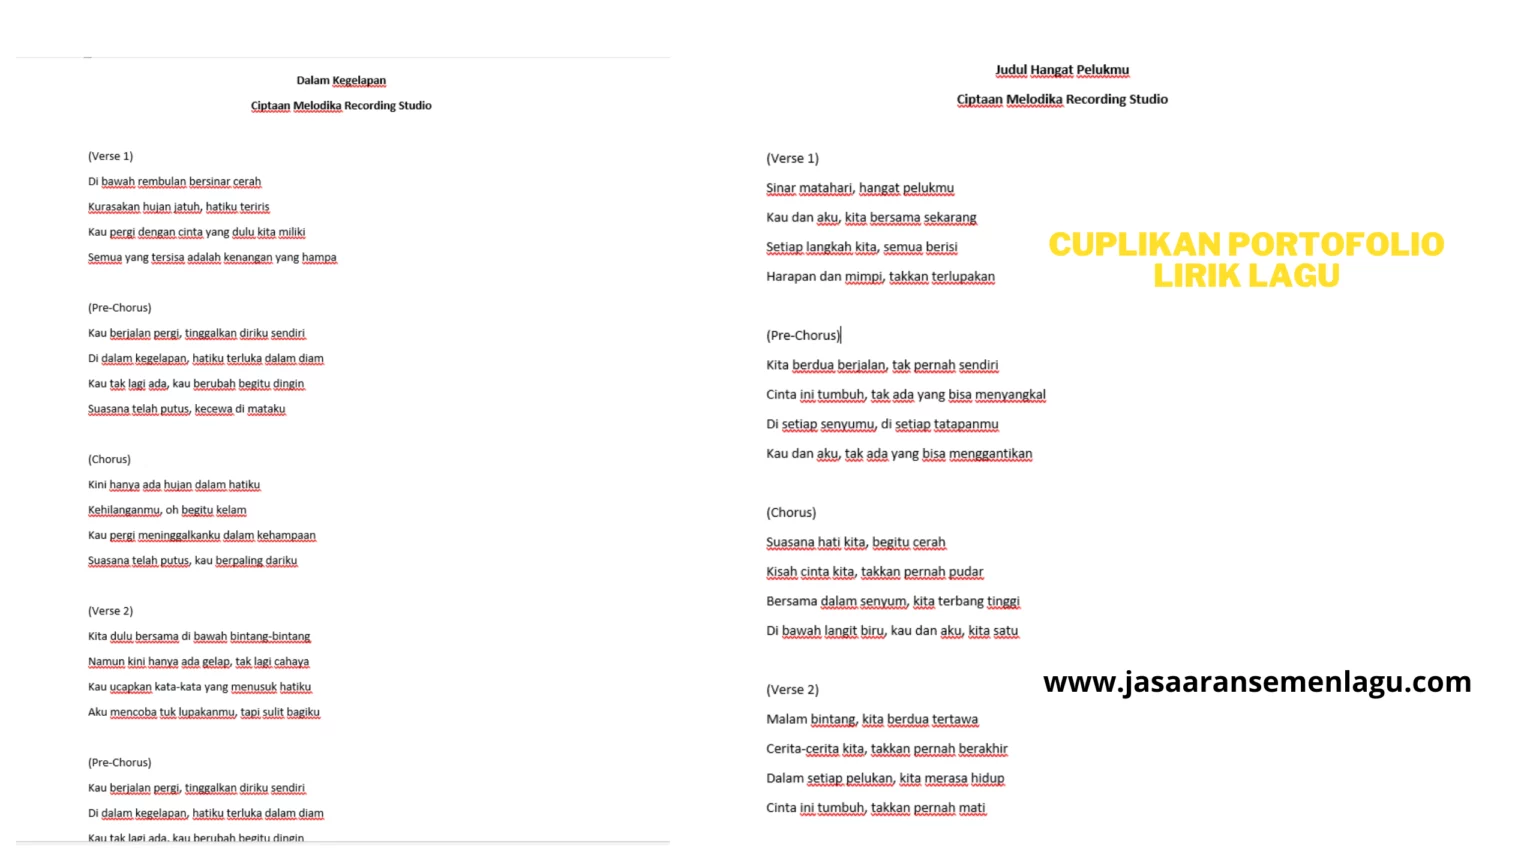 Dalam Kegelapan
Ciptaan Melodika Recording Studio
(Verse 1)
Di bawah rembulan bersinar cerah
Kurasakan hujan jatuh, hatiku teriris
Kau pergi dengan cinta yang dulu kita miliki
Semua yang tersisa adalah kenangan yang hampa
(Pre-Chorus)
Kau berjalan pergi, tinggalkan diriku sendiri
Di dalam kegelapan, hatiku terluka dalam diam
Kau tak lagi ada, kau berubah begitu dingin
Suasana telah putus, kecewa di mataku
(Chorus)
Kini hanya ada hujan dalam hatiku
Kehilanganmu, oh begitu kelam
Kau pergi meninggalkanku dalam kehampaan
Suasana telah putus, kau berpaling dariku
(Verse 2)
Kita dulu bersama di bawah bintang-bintang
Namun kini hanya ada gelap, tak lagi cahaya
Kau ucapkan kata-kata yang menusuk hatiku
Aku mencoba tuk lupakanmu, tapi sulit bagiku
(Pre-Chorus)
Kau berjalan pergi, tinggalkan diriku sendiri
Di dalam kegelapan, hatiku terluka dalam diam
Kau tak lagi ada, kau berubah begitu dingin
Judul Hangat Pelukmu
Ciptaan Melodika Recording Studio
(Verse 1)
Sinar matahari, hangat pelukmu
Kau dan aku, kita bersama sekarang
Setiap langkah kita, semua berisi
Harapan dan mimpi, takkan terlupakan
(Pre-Chorus)
Kita berdua berjalan, tak pernah sendiri
Cinta ini tumbuh, tak ada yang bisa menyangkal
Di setiap senyumu, di setiap tatapanmu
Kau dan aku, tak ada yang bisa menggantikan
(Chorus)
Suasana hati kita, begitu cerah
Kisah cinta kita, takkan pernah pudar
Bersama dalam senyum, kita terbang tinggi
Di bawah langit biru, kau dan aku, kita satu
(Verse 2)
Malam bintang, kita berdua tertawa
Cerita-cerita kita, takkan pernah berakhir
Dalam setiap pelukan, kita merasa hidup
Cinta ini tumbuh, takkan pernah mati
CUPLIKAN PORTOFOLIO
LIRIK LAGU
www.jasaaransemenlagu.com